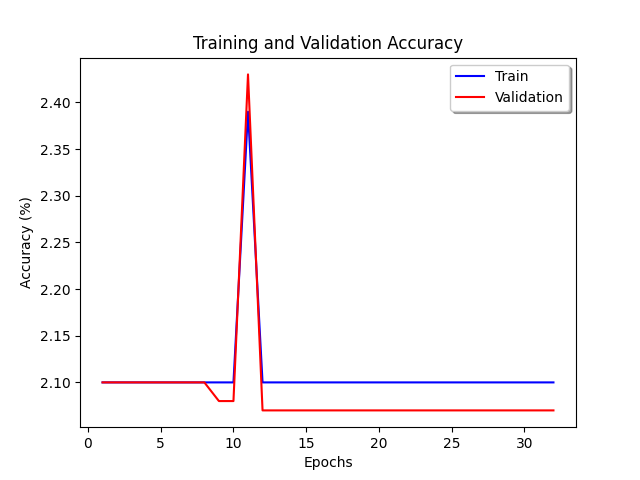 Training and Validation Accuracy
Train
Validation
2.40
2.35
2.30
2.25
2.20
2.15
2.10
Accuracy (%)
0 5 10 15 20 25 30
Epochs